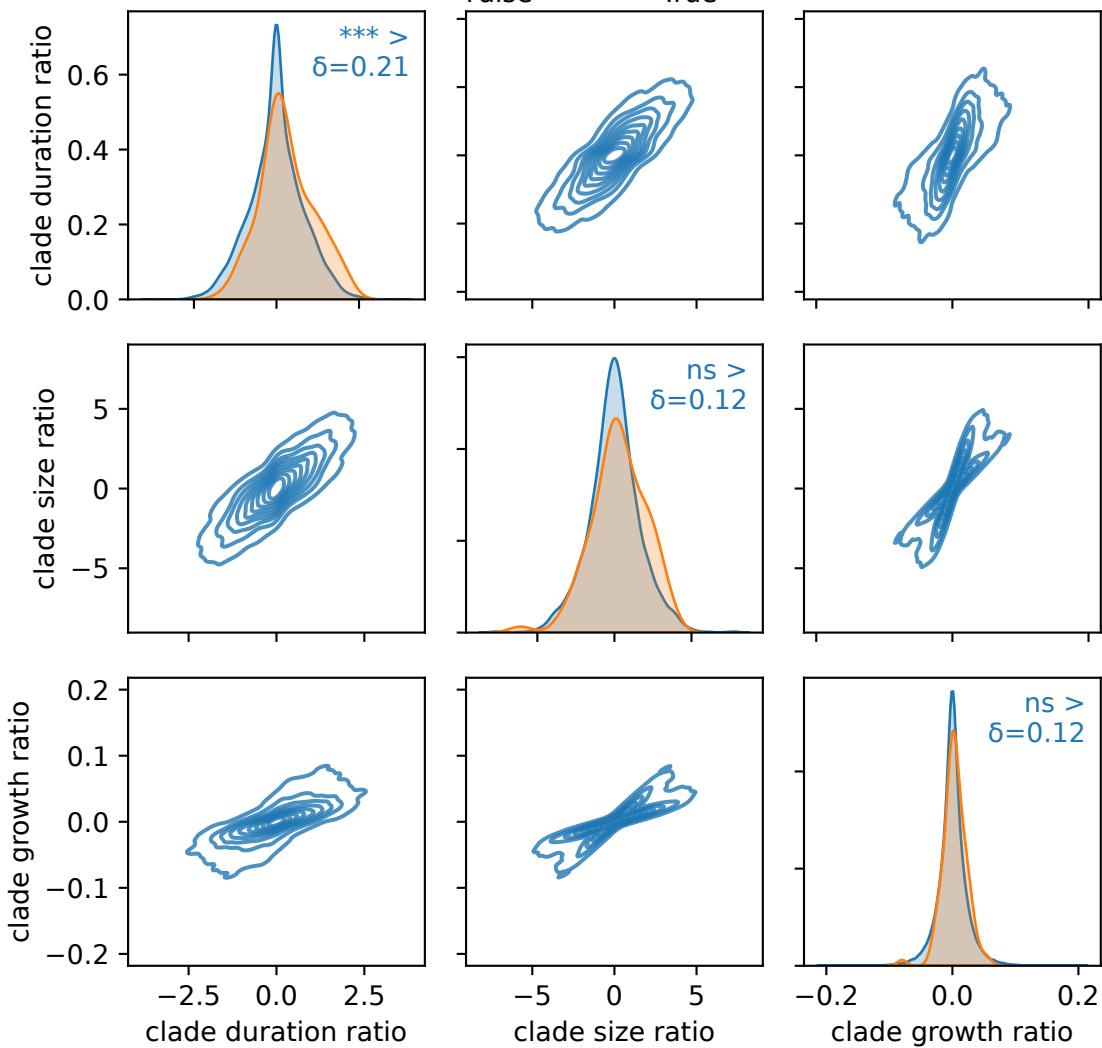 clade duration ratio
0.6
0.4
0.2
0.0
*** >
δ=0.21
clade size ratio
5
0
−5
ns >
δ=0.12
clade growth ratio
0.2
0.1
0.0
−0.1
−0.2
ns >
δ=0.12
−2.5 0.0 2.5
−5 0 5
−0.2 0.0 0.2
clade duration ratio
clade size ratio
clade growth ratio